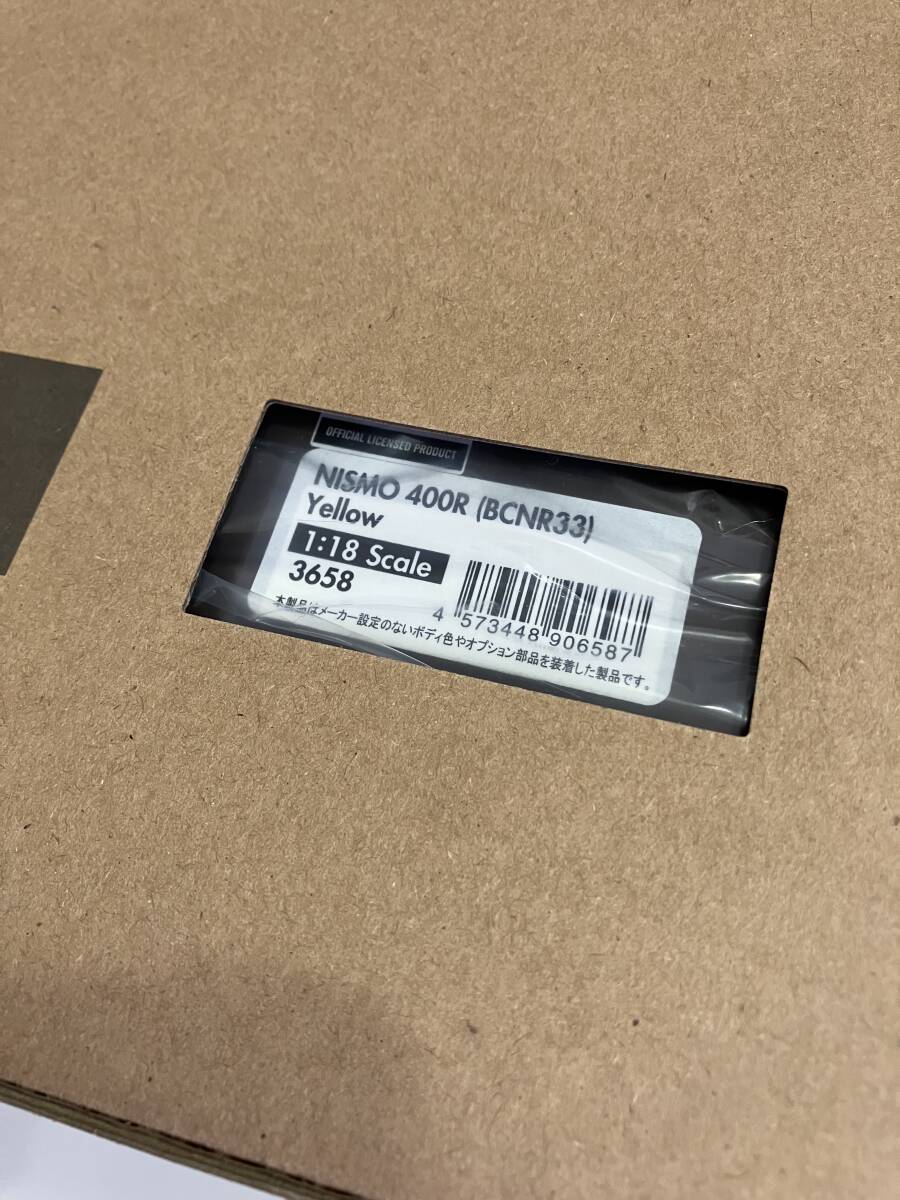 OFFICIAL LICENSED PRODUCT
NISMO 400R (BCNR33)
Yellow
1:18 Scale
3658
4 573448 906587
本製品はメーカー設定のないボディ色やオプション部品を装着した製品です。